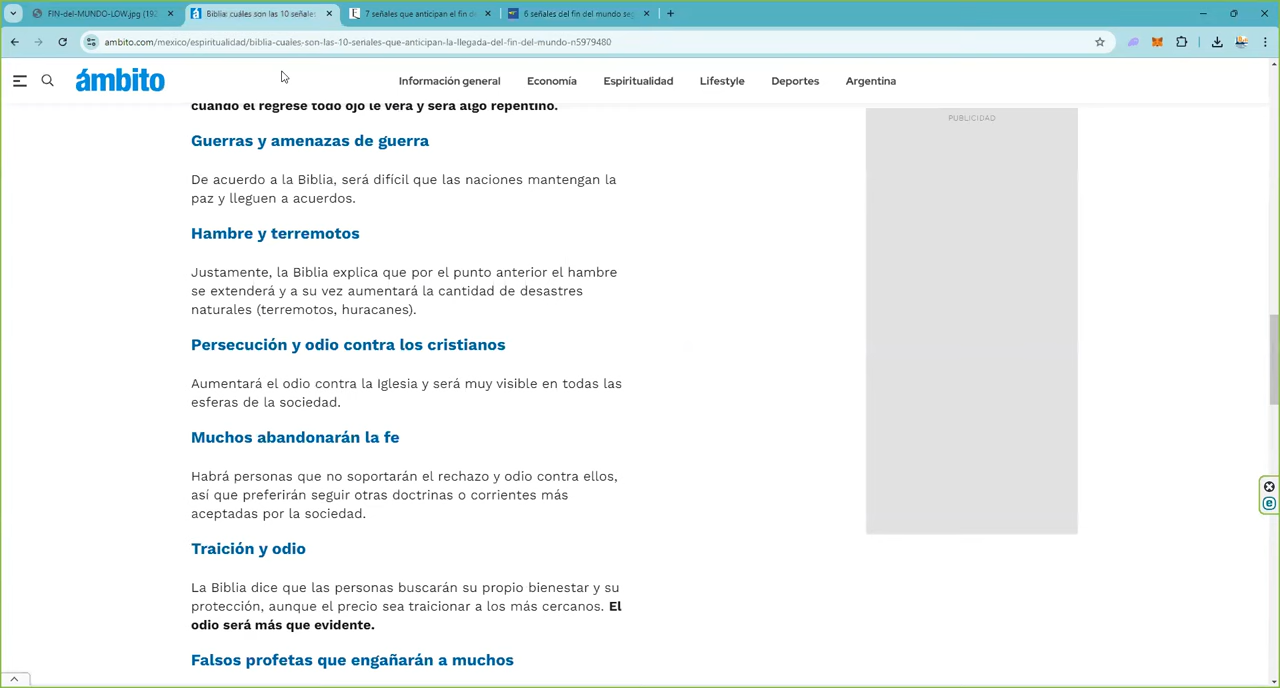 FIN-del-MUNDO-LOW.jpg (192
Biblia: cuáles son las 10 señale
7 señales que anticipan el fin d
6 señales del fin del mundo seg
ambito.com/mexico/espiritualidad/biblia-cuales-son-las-10-senales-que-anticipan-la-llegada-del-fin-del-mundo-n5979480
ámbito
Información general
Economía
Espiritualidad
Lifestyle
Deportes
Argentina
cuando él regrese todo ojo le verá y será algo repentino.
PUBLICIDAD
Guerras y amenazas de guerra
De acuerdo a la Biblia, será difícil que las naciones mantengan la
paz y lleguen a acuerdos.
Hambre y terremotos
Justamente, la Biblia explica que por el punto anterior el hambre
se extenderá y a su vez aumentará la cantidad de desastres
naturales (terremotos, huracanes).
Persecución y odio contra los cristianos
Aumentará el odio contra la Iglesia y será muy visible en todas las
esferas de la sociedad.
Muchos abandonarán la fe
Habrá personas que no soportarán el rechazo y odio contra ellos,
así que preferirán seguir otras doctrinas o corrientes más
aceptadas por la sociedad.
Traición y odio
La Biblia dice que las personas buscarán su propio bienestar y su
protección, aunque el precio sea traicionar a los más cercanos. El
odio será más que evidente.
Falsos profetas que engañarán a muchos